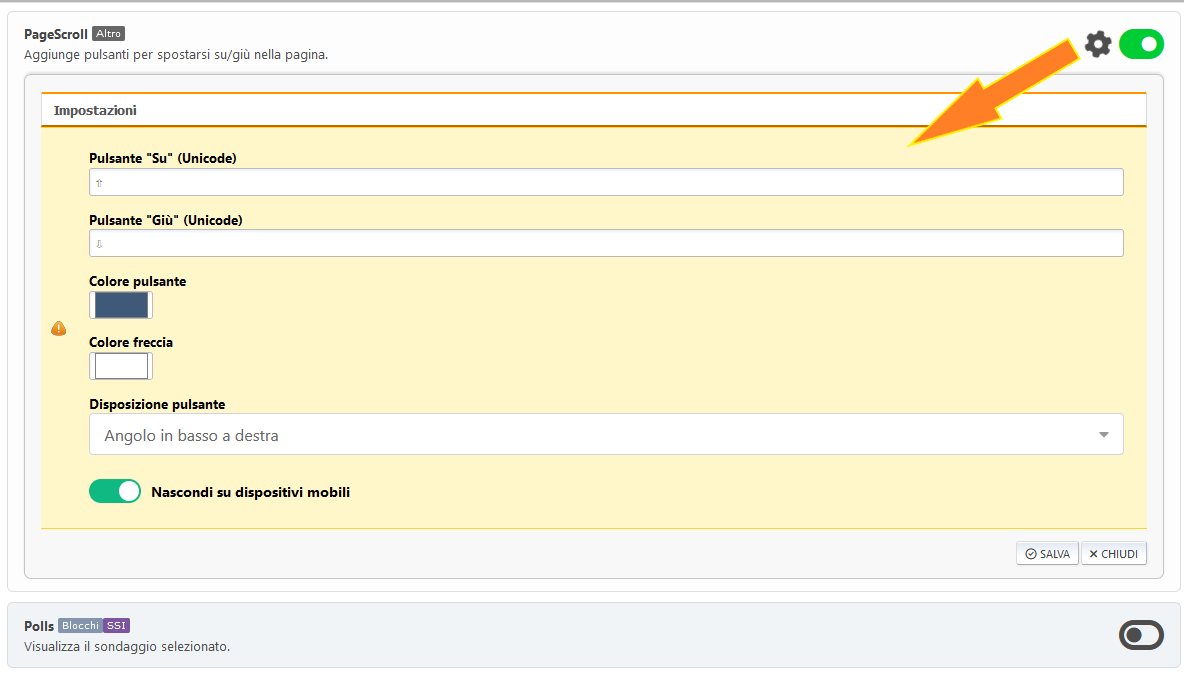 PageScroll Altro
Aggiunge pulsanti per spostarsi su/giù nella pagina.
Impostazioni
Pulsante "Su" (Unicode)
⇧
Pulsante "Giù" (Unicode)
⇩
Colore pulsante
Colore freccia
Disposizione pulsante
Angolo in basso a destra
Nascondi su dispositivi mobili
SALVA CHIUDI
Polls Blocchi SSI
Visualizza il sondaggio selezionato.